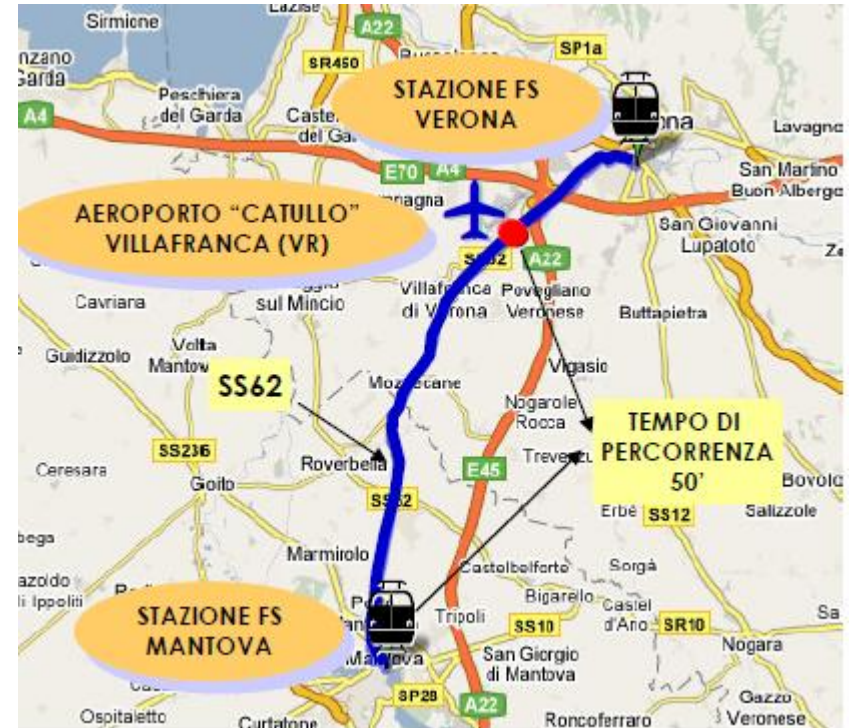 Sirmione
Lazise
A22
SP1a
SR450
STAZIONE FS
VERONA
Peschiera
del Garda
A4
Lavagno
E70
A4
San Martino
Buon Albergo
AEROPORTO “CATULLO”
VILLAFRANCA (VR)
San Giovanni
Lupatoto
A22
Cavriana
sul Mincio
Villafranca
di Verona
Povegliano
Veronese
Buttapietra
Guidizzolo
Volta
SS62
Mozzecane
Vigasio
Nogarole
Rocca
TEMPO DI
PERCORRENZA
50’
SS236
Ceresara
Goito
Roverbella
E45
SS62
Erbè
SS12
Salizzole
Marmirolo
Castelbelforte
Sorgà
Bigarello
Castel
d'Ario
SR10
STAZIONE FS
MANTOVA
Tripoli
SS10
Nogara
Mantova
San Giorgio
di Mantova
SP28
A22
Gazzo
Veronese
Ospitaletto
Curtatone
Roncoferraro